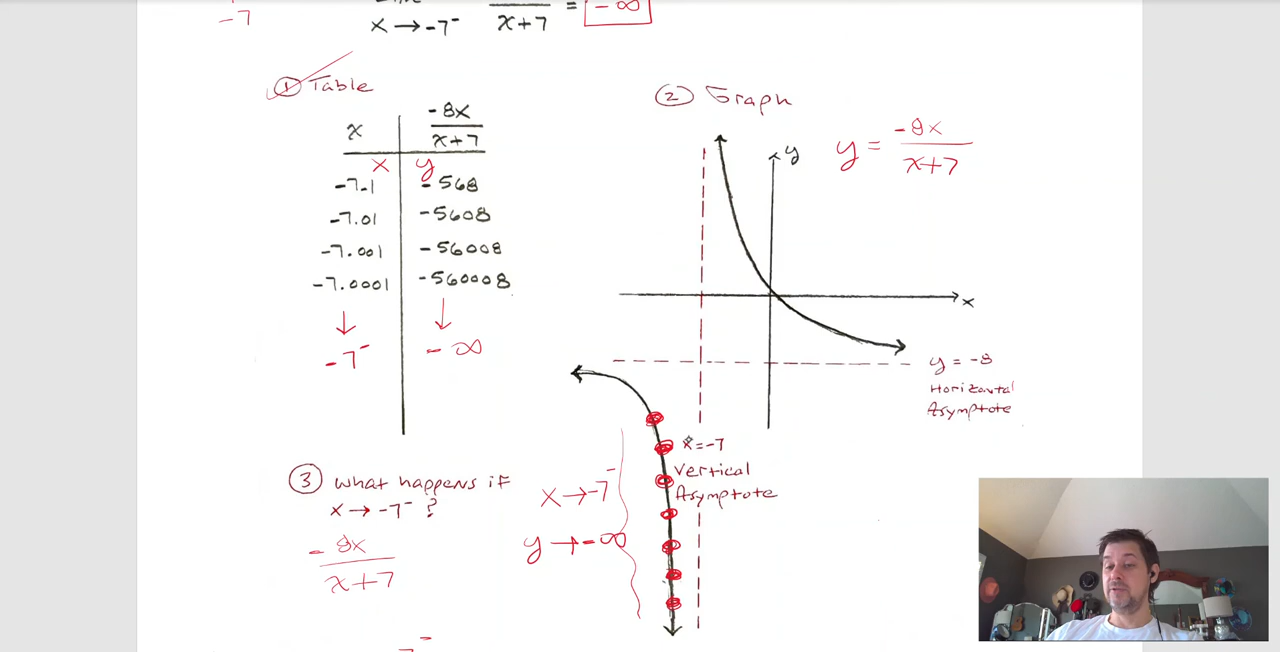 -7
x → -7⁻
x+7
= -∞
① Table
x
-8x
x+7
x
y
-7.1
-568
-7.01
-5608
-7.001
-56008
-7.0001
-560008
↓
↓
-7⁻
-∞
② Graph
y
y = -8x
x+7
x
y = -8
Horizontal
Asymptote
x=-7
Vertical
Asymptote
x → -7⁻
y → -∞
③ What happens if
x → -7⁻ ?
-8x
x+7